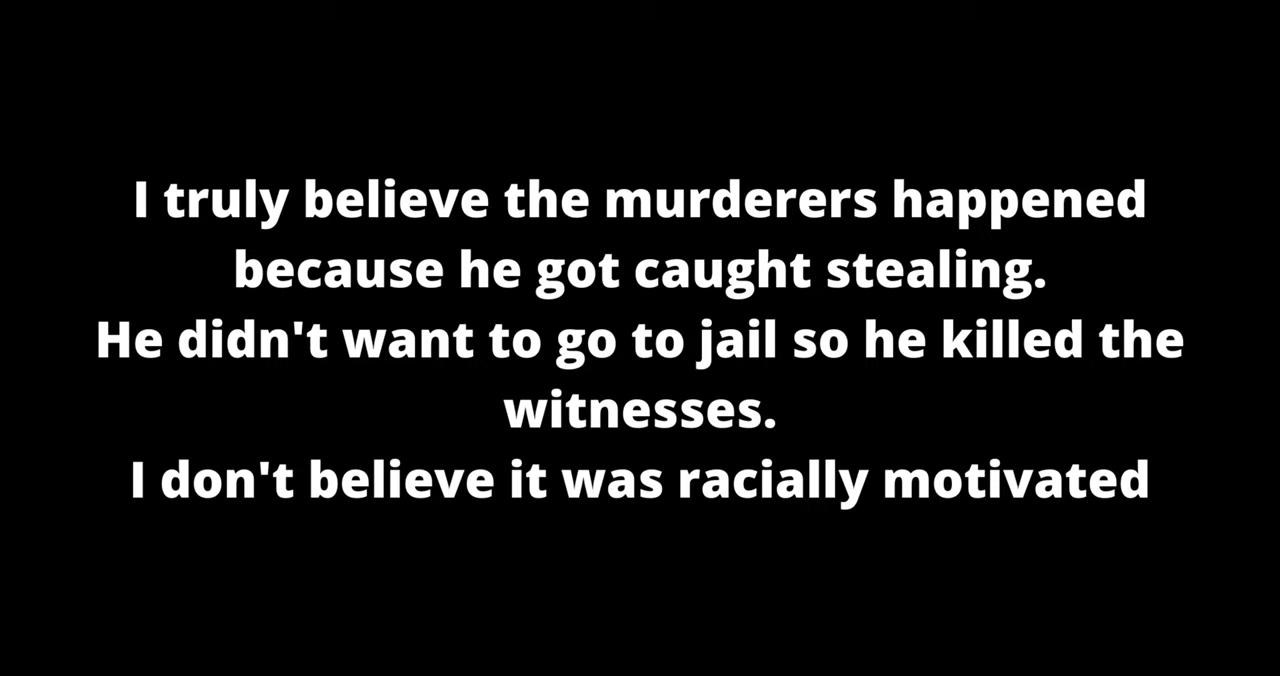 I truly believe the murderers happened
because he got caught stealing.
He didn't want to go to jail so he killed the
witnesses.
I don't believe it was racially motivated